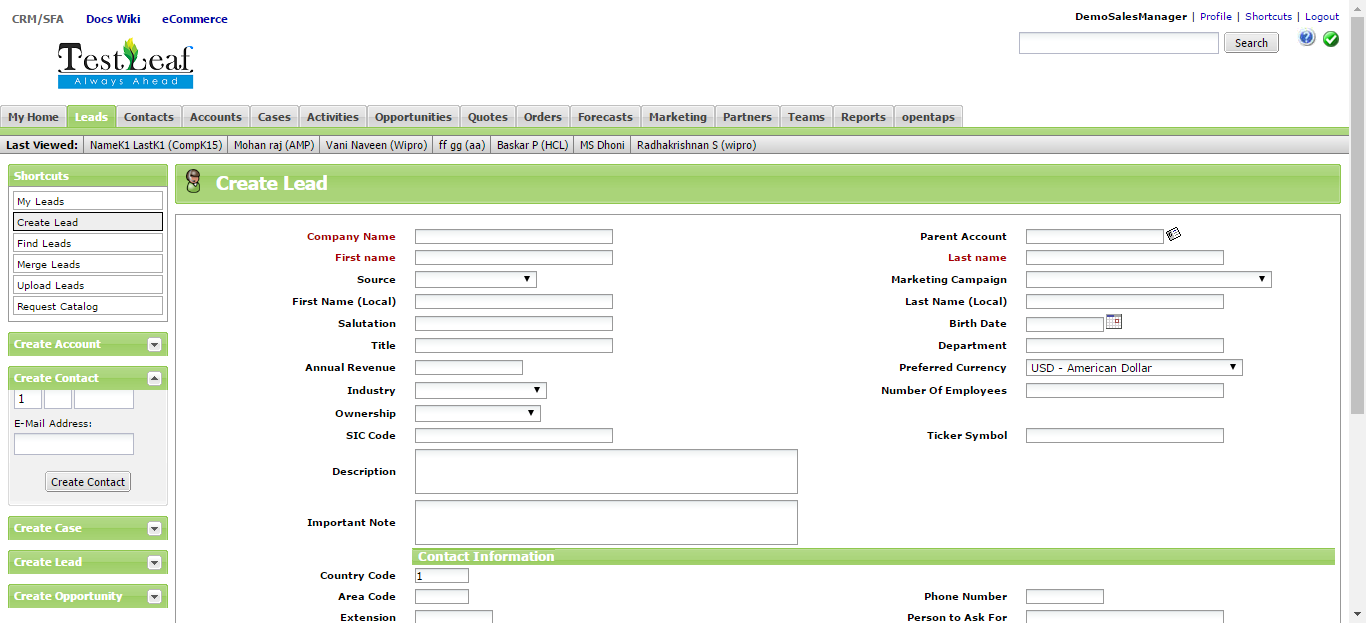 CRM/SFA Docs Wiki eCommerce
DemoSalesManager | Profile | Shortcuts | Logout
TestLeaf
Always Ahead
Search
My Home Leads Contacts Accounts Cases Activities Opportunities Quotes Orders Forecasts Marketing Partners Teams Reports opentaps
Last Viewed: NameK1 LastK1 (CompK15) Mohan raj (AMP) Vani Naveen (Wipro) ff gg (aa) Baskar P (HCL) MS Dhoni Radhakrishnan S (wipro)
Shortcuts
My Leads
Create Lead
Find Leads
Merge Leads
Upload Leads
Request Catalog
Create Account
Create Contact
1
E-Mail Address:
Create Contact
Create Case
Create Lead
Create Opportunity
Create Lead
Company Name Parent Account
First name Last name
Source Marketing Campaign
First Name (Local) Last Name (Local)
Salutation Birth Date
Title Department
Annual Revenue Preferred Currency USD - American Dollar
Industry Number Of Employees
Ownership
SIC Code Ticker Symbol
Description
Important Note
Contact Information
Country Code 1
Area Code Phone Number
Extension Person to Ask For